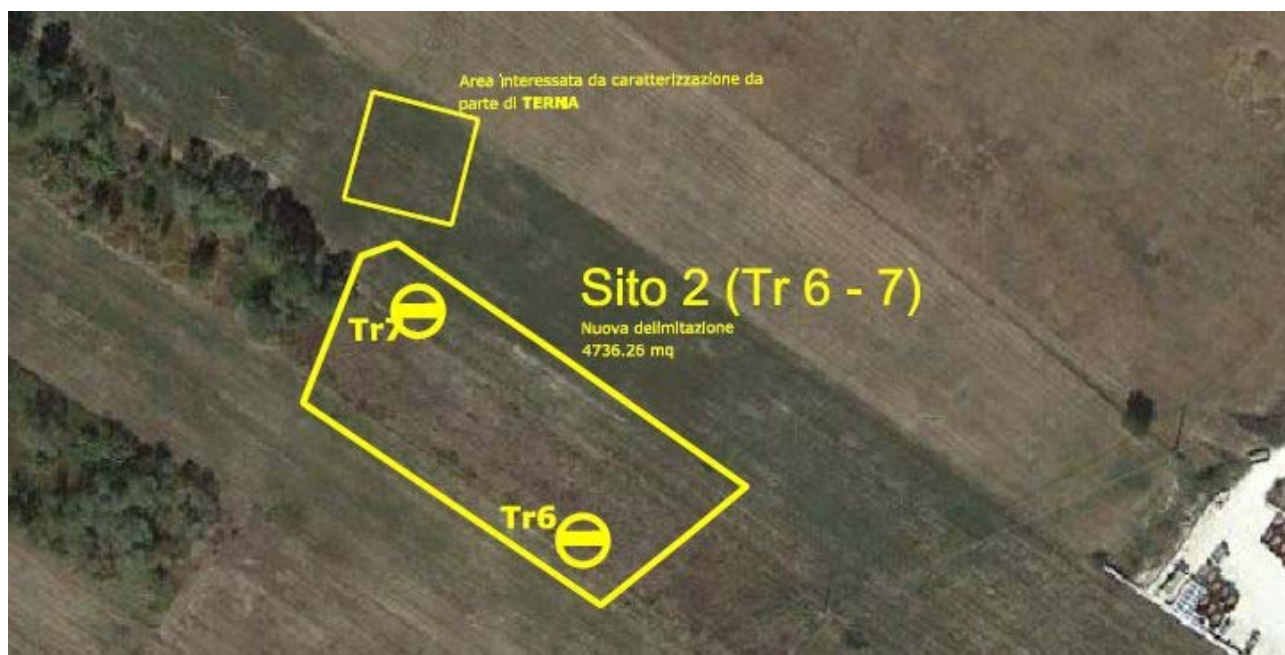 Area interessata da caratterizzazione da
parte di TERNA
Sito 2 (Tr 6 - 7)
Nuova delimitazione
4736.26 mq
Tr7
Tr6